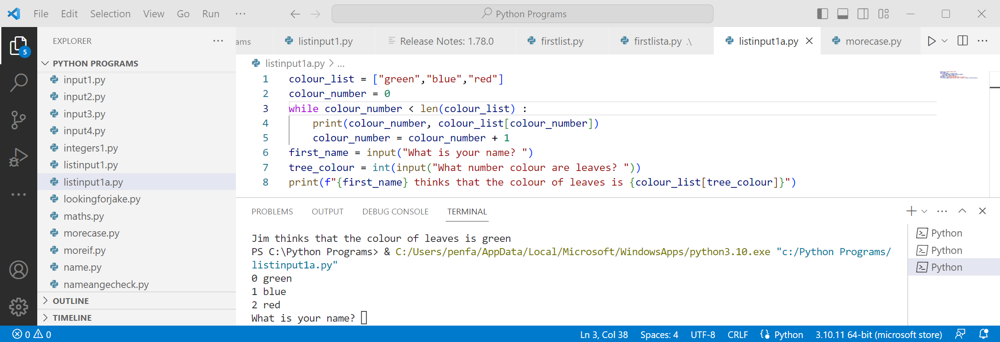 File Edit Selection View Go Run ··· Python Programs
EXPLORER ···
5
PYTHON PROGRAMS
input1.py
input2.py
input3.py
input4.py
integers1.py
listinput1.py
listinput1a.py
lookingforjake.py
maths.py
morecase.py
moreif.py
name.py
nameangecheck.py
OUTLINE
TIMELINE
ams listinput1.py Release Notes: 1.78.0 firstlist.py firstlista.py .\ listinput1a.py morecase.py
listinput1a.py > ...
1 colour_list = ["green","blue","red"]
2 colour_number = 0
3 while colour_number < len(colour_list) :
4 print(colour_number, colour_list[colour_number])
5 colour_number = colour_number + 1
6 first_name = input("What is your name? ")
7 tree_colour = int(input("What number colour are leaves? "))
8 print(f"{first_name} thinks that the colour of leaves is {colour_list[tree_colour]}")
PROBLEMS OUTPUT DEBUG CONSOLE TERMINAL
Jim thinks that the colour of leaves is green
PS C:\Python Programs> & C:/Users/penfa/AppData/Local/Microsoft/WindowsApps/python3.10.exe "c:/Python Programs/
listinput1a.py"
0 green
1 blue
2 red
What is your name?
Python
Python
Python
0 0 Ln 3, Col 38 Spaces: 4 UTF-8 CRLF Python 3.10.11 64-bit (microsoft store)